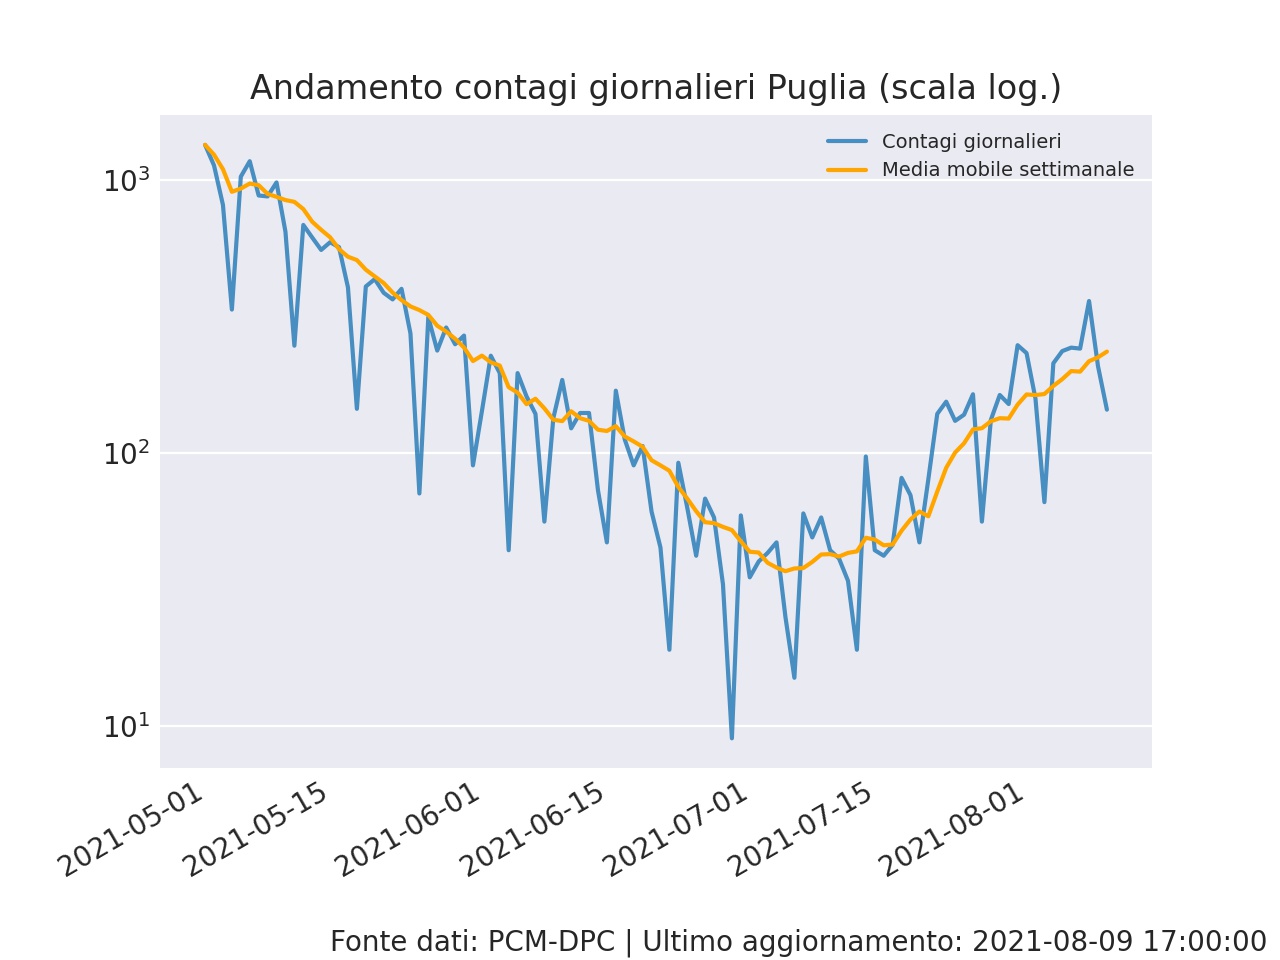 Andamento contagi giornalieri Puglia (scala log.)
Contagi giornalieri
Media mobile settimanale
10³
10²
10¹
2021-05-01
2021-05-15
2021-06-01
2021-06-15
2021-07-01
2021-07-15
2021-08-01
Fonte dati: PCM-DPC | Ultimo aggiornamento: 2021-08-09 17:00:00